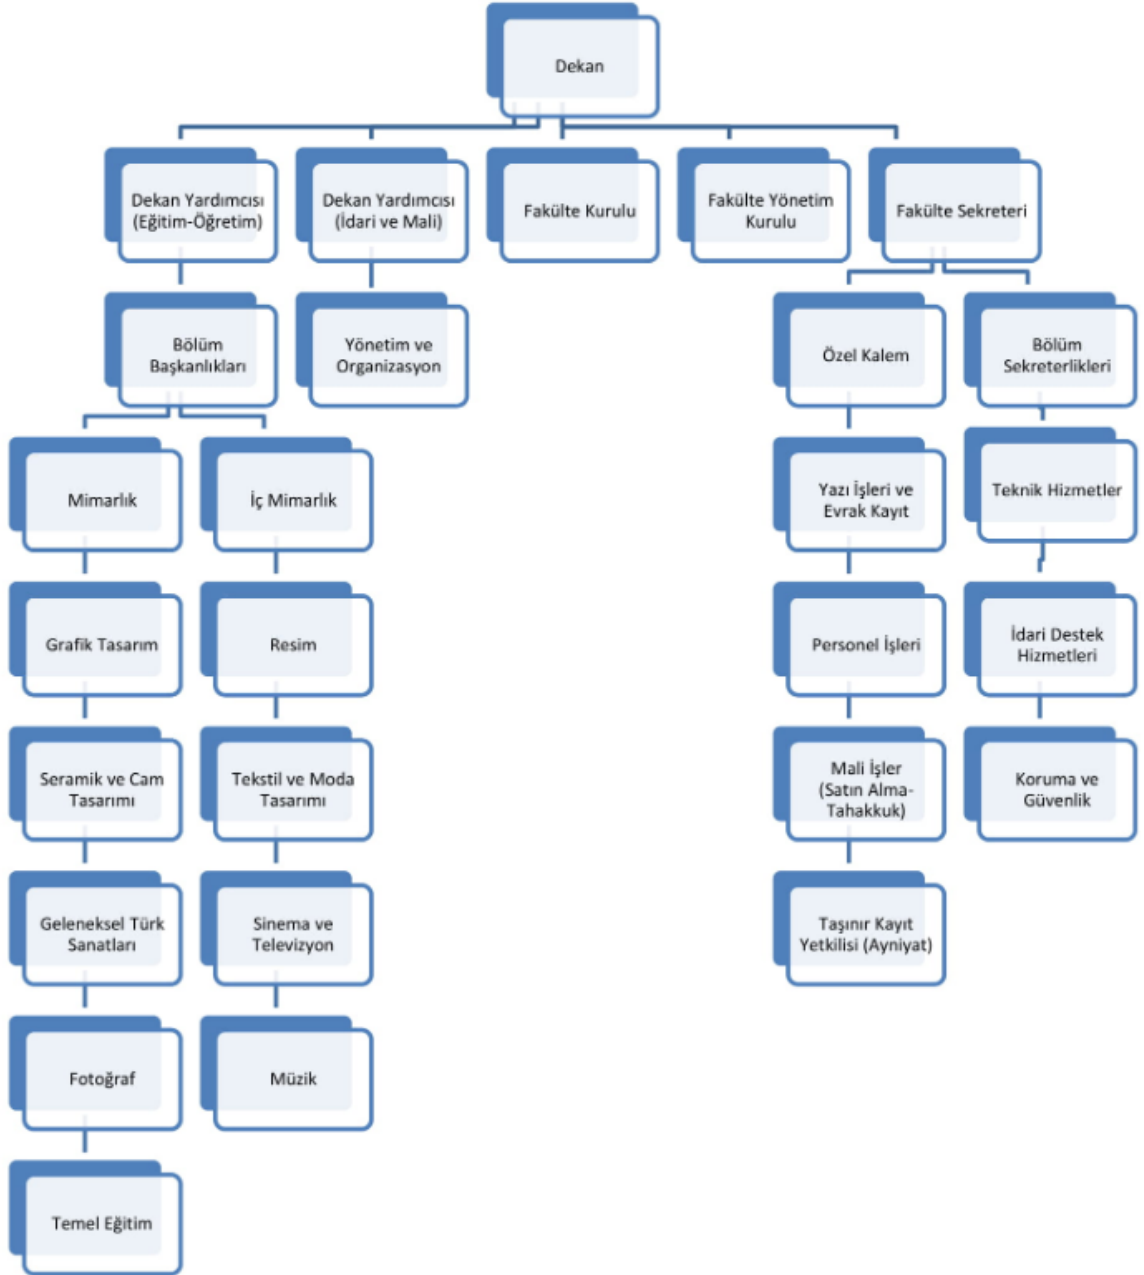 Dekan
Dekan Yardımcısı
(Eğitim-Öğretim)
Dekan Yardımcısı
(İdari ve Mali)
Fakülte Kurulu
Fakülte Yönetim
Kurulu
Fakülte Sekreteri
Bölüm
Başkanlıkları
Yönetim ve
Organizasyon
Özel Kalem
Bölüm
Sekreterlikleri
Mimarlık
İç Mimarlık
Yazı İşleri ve
Evrak Kayıt
Teknik Hizmetler
Grafik Tasarım
Resim
Personel İşleri
İdari Destek
Hizmetleri
Seramik ve Cam
Tasarımı
Tekstil ve Moda
Tasarımı
Mali İşler
(Satın Alma-
Tahakkuk)
Koruma ve
Güvenlik
Geleneksel Türk
Sanatları
Sinema ve
Televizyon
Taşınır Kayıt
Yetkilisi (Ayniyat)
Fotoğraf
Müzik
Temel Eğitim